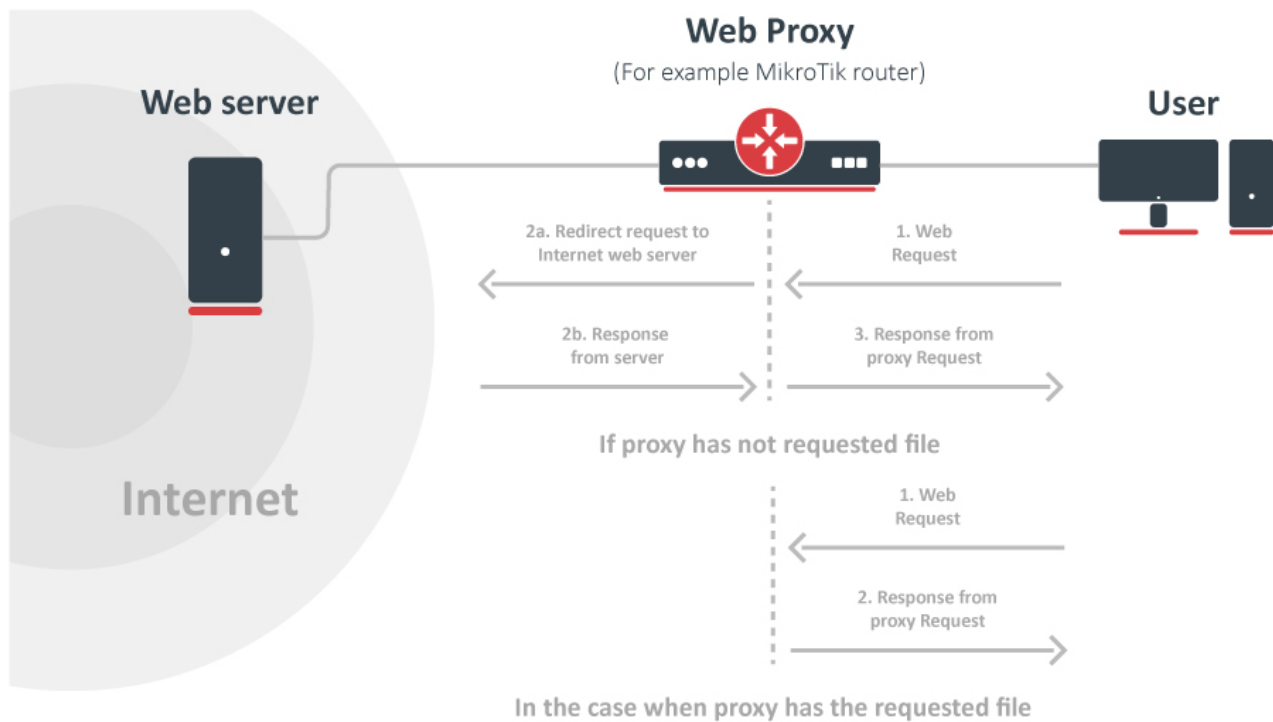 Web Proxy
(For example MikroTik router)
Web server
User
2a. Redirect request to
Internet web server
1. Web
Request
2b. Response
from server
3. Response from
proxy Request
If proxy has not requested file
Internet
1. Web
Request
2. Response from
proxy Request
In the case when proxy has the requested file